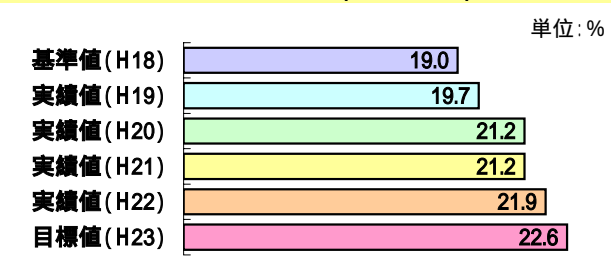 単位:%
基準値(H18) 19.0
実績値(H19) 19.7
実績値(H20) 21.2
実績値(H21) 21.2
実績値(H22) 21.9
目標値(H23) 22.6